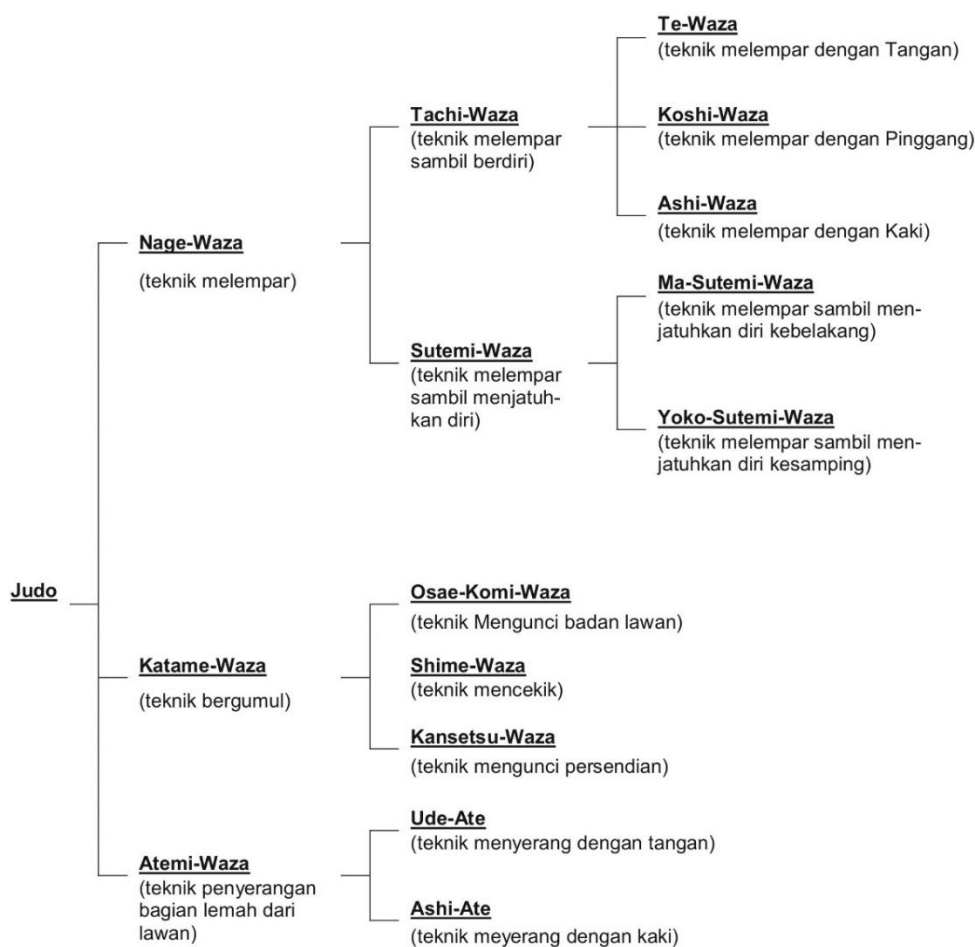 Judo
Nage-Waza
(teknik melempar)
Tachi-Waza
(teknik melempar
sambil berdiri)
Te-Waza
(teknik melempar dengan Tangan)
Koshi-Waza
(teknik melempar dengan Pinggang)
Ashi-Waza
(teknik melempar dengan Kaki)
Sutemi-Waza
(teknik melempar
sambil menjatuh-
kan diri)
Ma-Sutemi-Waza
(teknik melempar sambil men-
jatuhkan diri kebelakang)
Yoko-Sutemi-Waza
(teknik melempar sambil men-
jatuhkan diri kesamping)
Katame-Waza
(teknik bergumul)
Osae-Komi-Waza
(teknik Mengunci badan lawan)
Shime-Waza
(teknik mencekik)
Kansetsu-Waza
(teknik mengunci persendian)
Atemi-Waza
(teknik penyerangan
bagian lemah dari
lawan)
Ude-Ate
(teknik menyerang dengan tangan)
Ashi-Ate
(teknik meyerang dengan kaki)